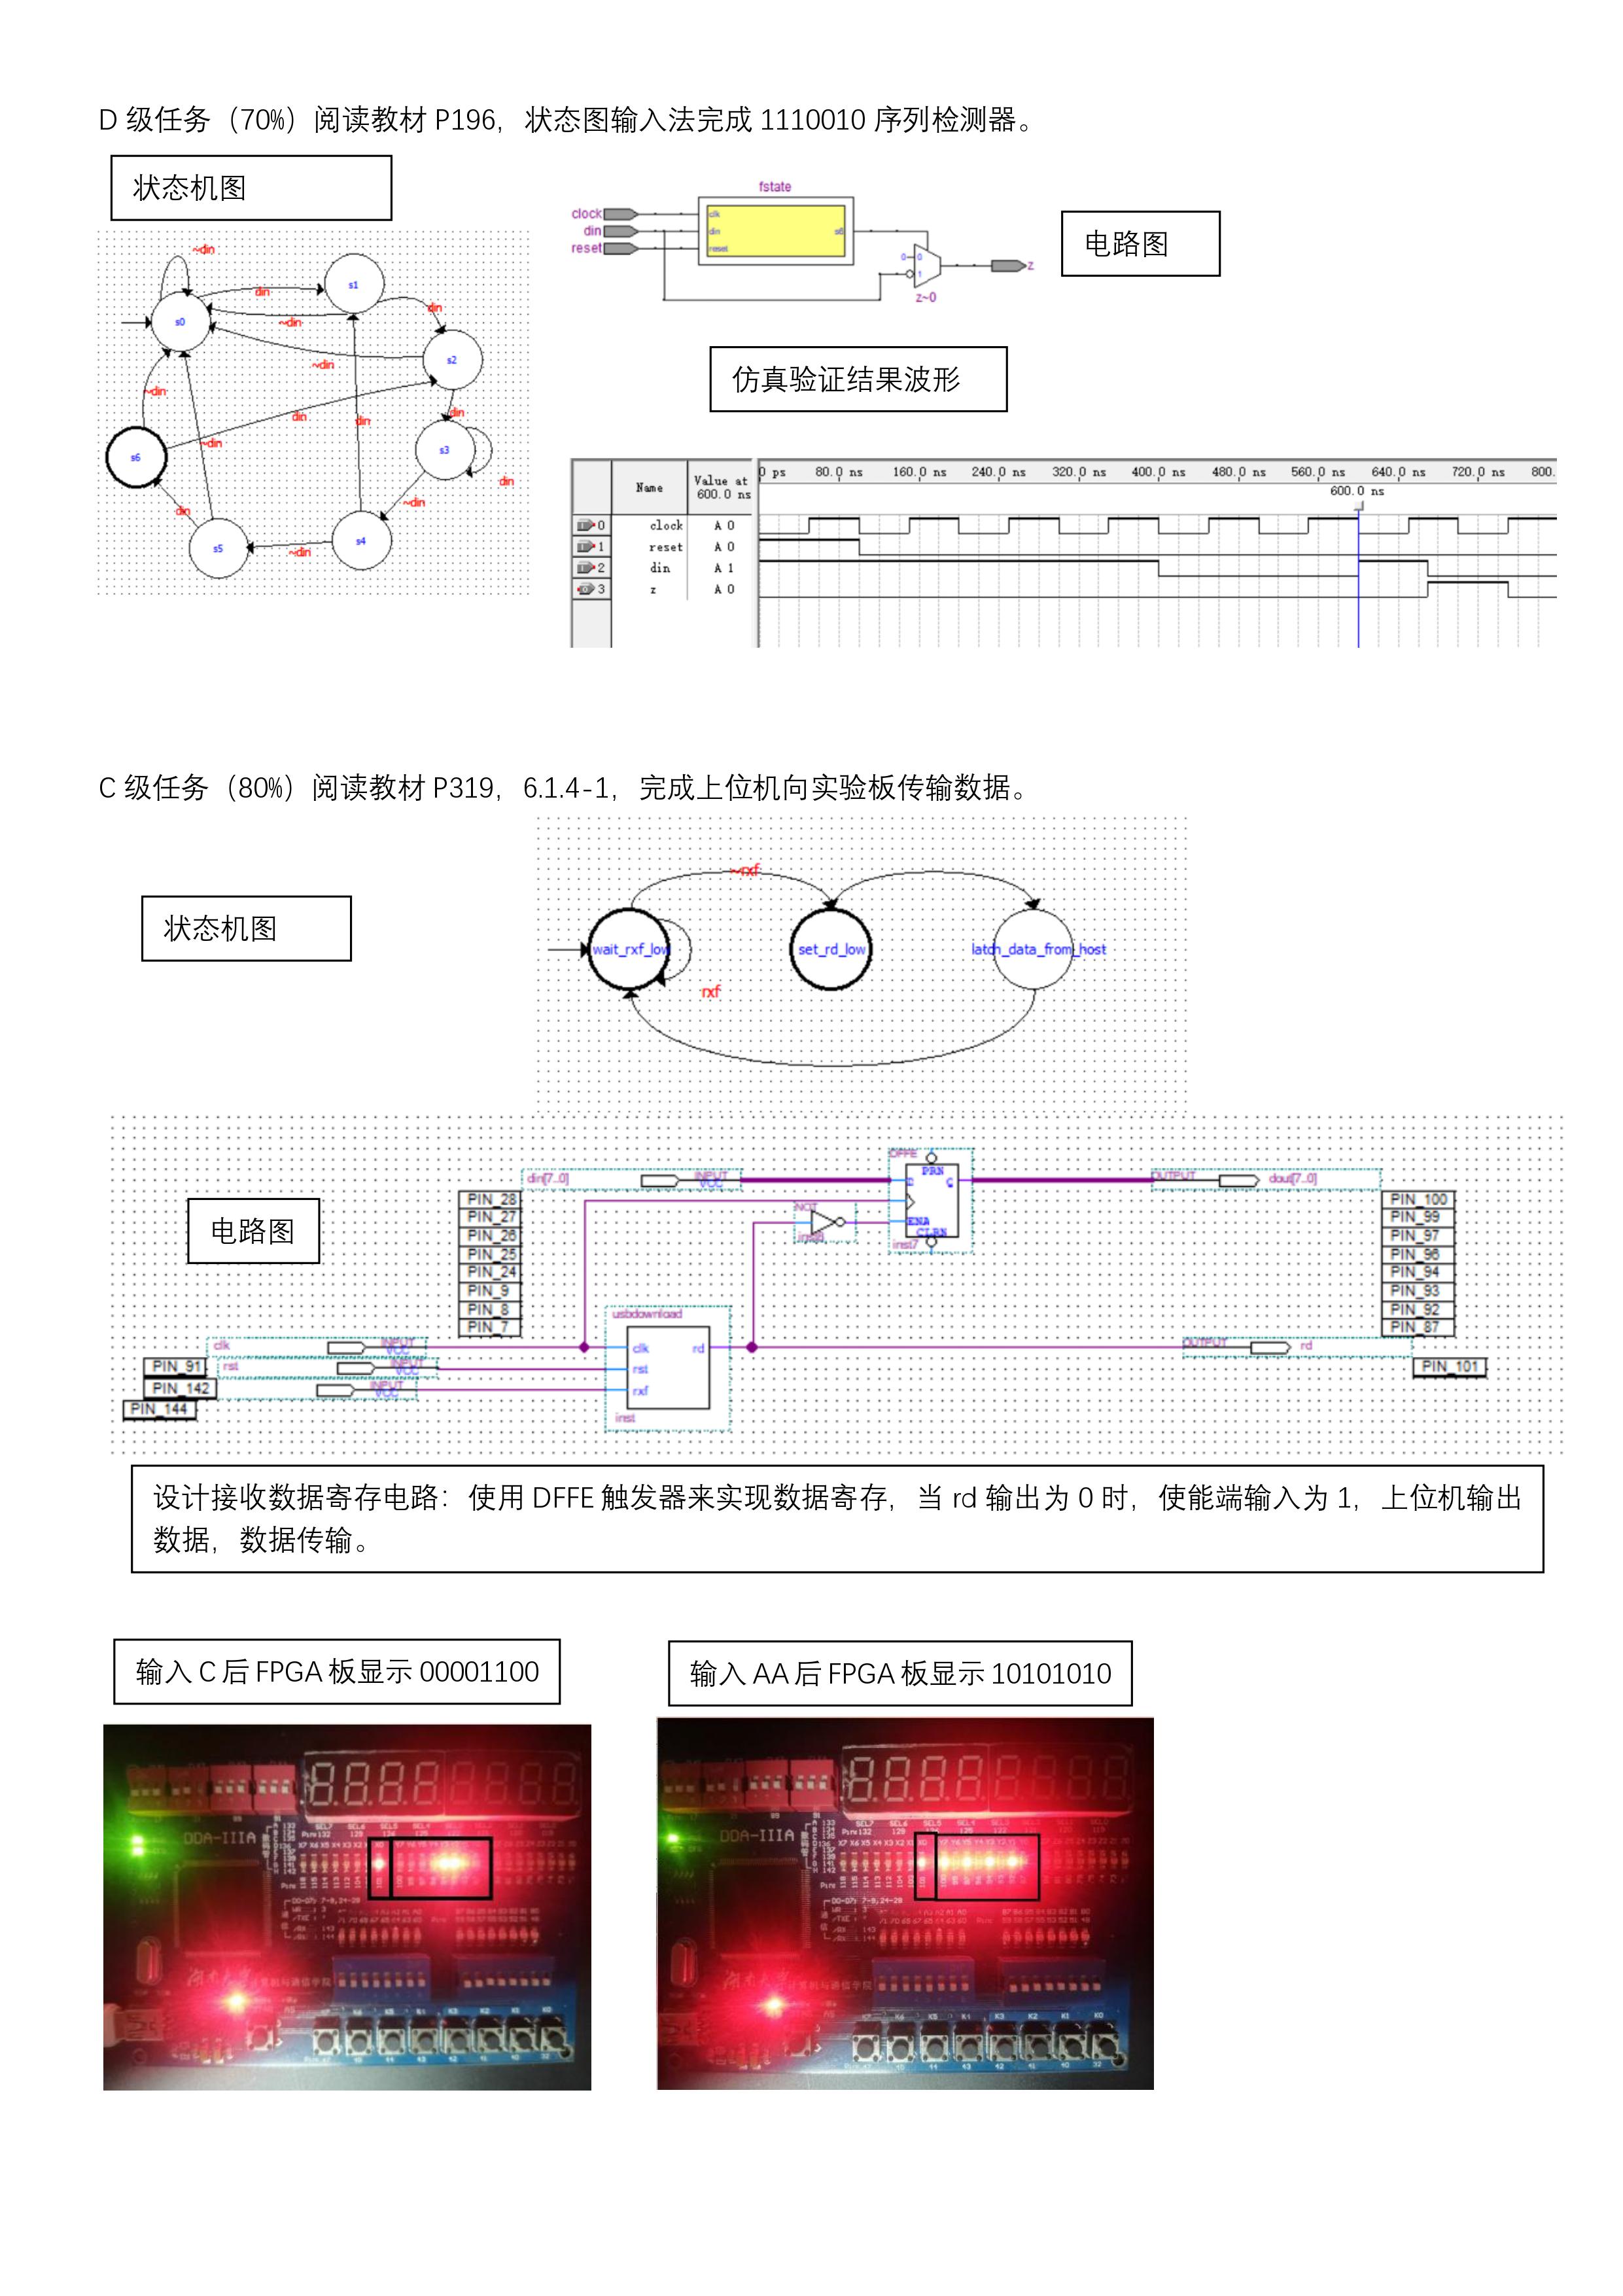 D 级任务（70%）阅读教材 P196，状态图输入法完成 1110010 序列检测器。
状态机图
电路图
仿真验证结果波形
~din
s0
din
s1
~din
din
s2
~din
din
~din
din
din
s3
~din
s6
din
~din
din
s5
~din
s4
fstate
clock
din
reset
clk
din
reset
s6
0
0
1
z
z~0
Name
Value at
600.0 ns
0 ps
80.0 ns
160.0 ns
240.0 ns
320.0 ns
400.0 ns
480.0 ns
560.0 ns
640.0 ns
720.0 ns
800.
600.0 ns
0 clock A 0
1 reset A 0
2 din A 1
3 z A 0
C 级任务（80%）阅读教材 P319，6.1.4-1，完成上位机向实验板传输数据。
状态机图
~rxf
wait_rxf_low
set_rd_low
latch_data_from_host
rxf
电路图
din[7..0]
INPUT
VCC
PIN_28
PIN_27
PIN_26
PIN_25
PIN_24
PIN_9
PIN_8
PIN_7
NOT
inst6
DFFE
PRN
D
Q
ENA
CLRN
inst7
OUTPUT
dout[7..0]
PIN_100
PIN_99
PIN_97
PIN_96
PIN_94
PIN_93
PIN_92
PIN_87
usbdownload
clk
rst
rxf
rd
inst
clk
INPUT
VCC
PIN_91
rst
INPUT
VCC
PIN_142
INPUT
VCC
PIN_144
OUTPUT
rd
PIN_101
设计接收数据寄存电路：使用 DFFE 触发器来实现数据寄存，当 rd 输出为 0 时，使能端输入为 1，上位机输出
数据，数据传输。
输入 C 后 FPGA 板显示 00001100
输入 AA 后 FPGA 板显示 10101010
DDA-IIIA
DDA-IIIA